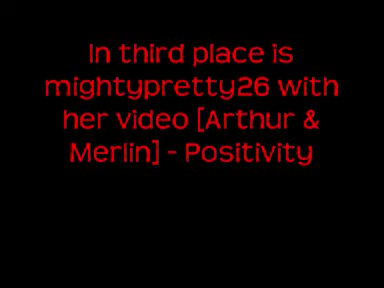 In third place is
mightypretty26 with
her video [Arthur &
Merlin] - Positivity